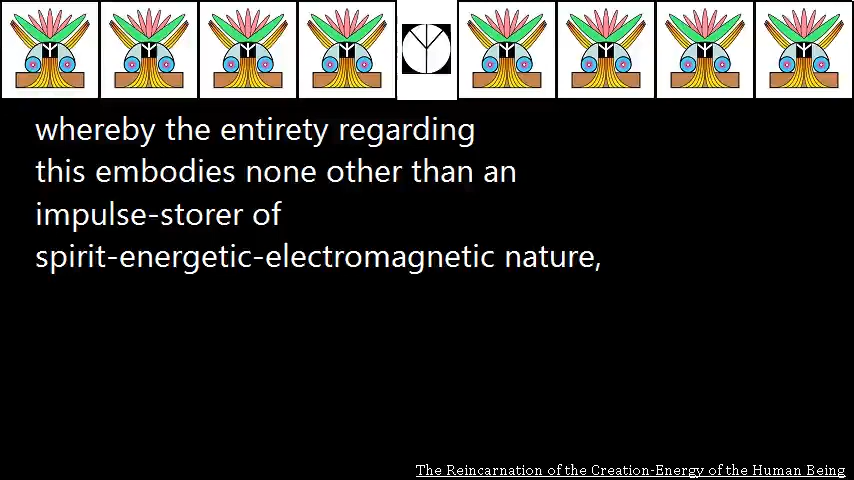 whereby the entirety regarding
this embodies none other than an
impulse-storer of
spirit-energetic-electromagnetic nature,
The Reincarnation of the Creation-Energy of the Human Being